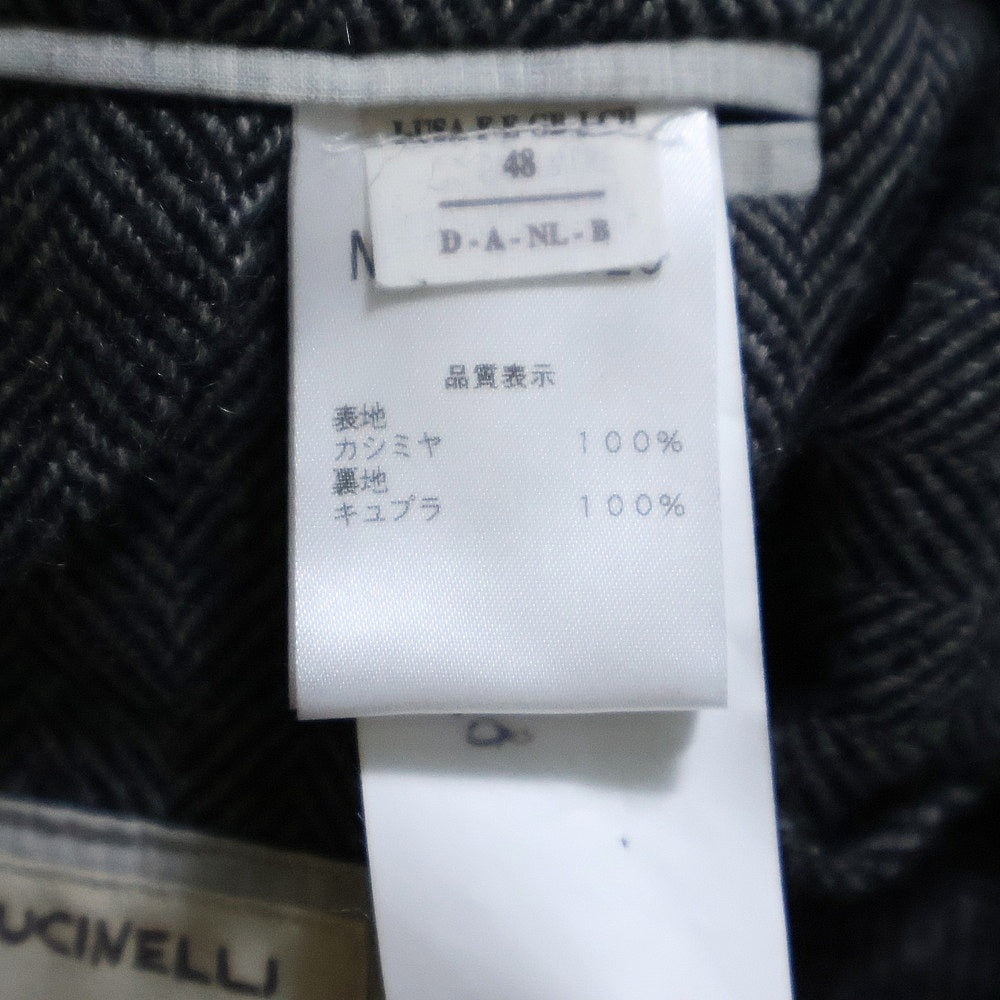 48
D - A - NL - B
品質表示
表地
カシミヤ 100%
裏地
キュプラ 100%
UCINELLI